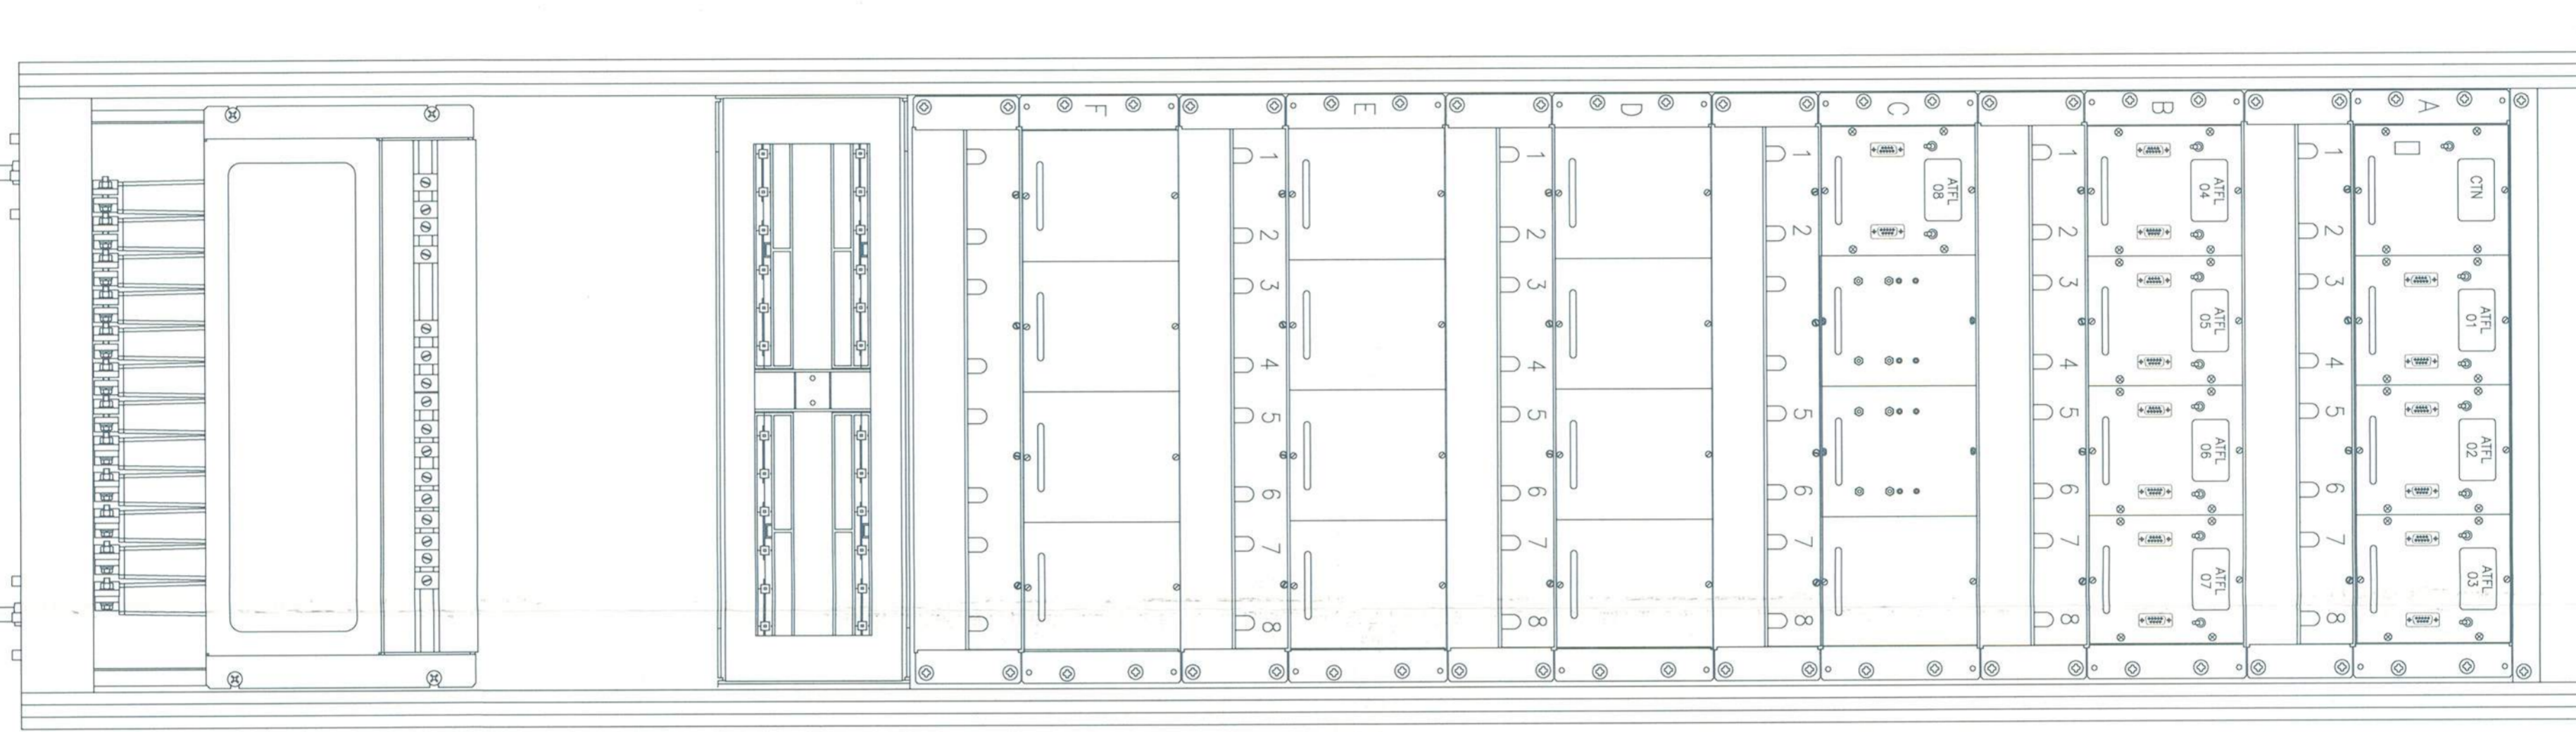 A
CTN
ATFL
01
ATFL
02
ATFL
03
1 2 3 4 5 6 7 8
B
ATFL
04
ATFL
05
ATFL
06
ATFL
07
1 2 3 4 5 6 7 8
C
ATFL
08
1 2 5 6 7 8
D
1 2 3 4 5 6 7 8
E
1 2 3 4 5 6 7 8
F